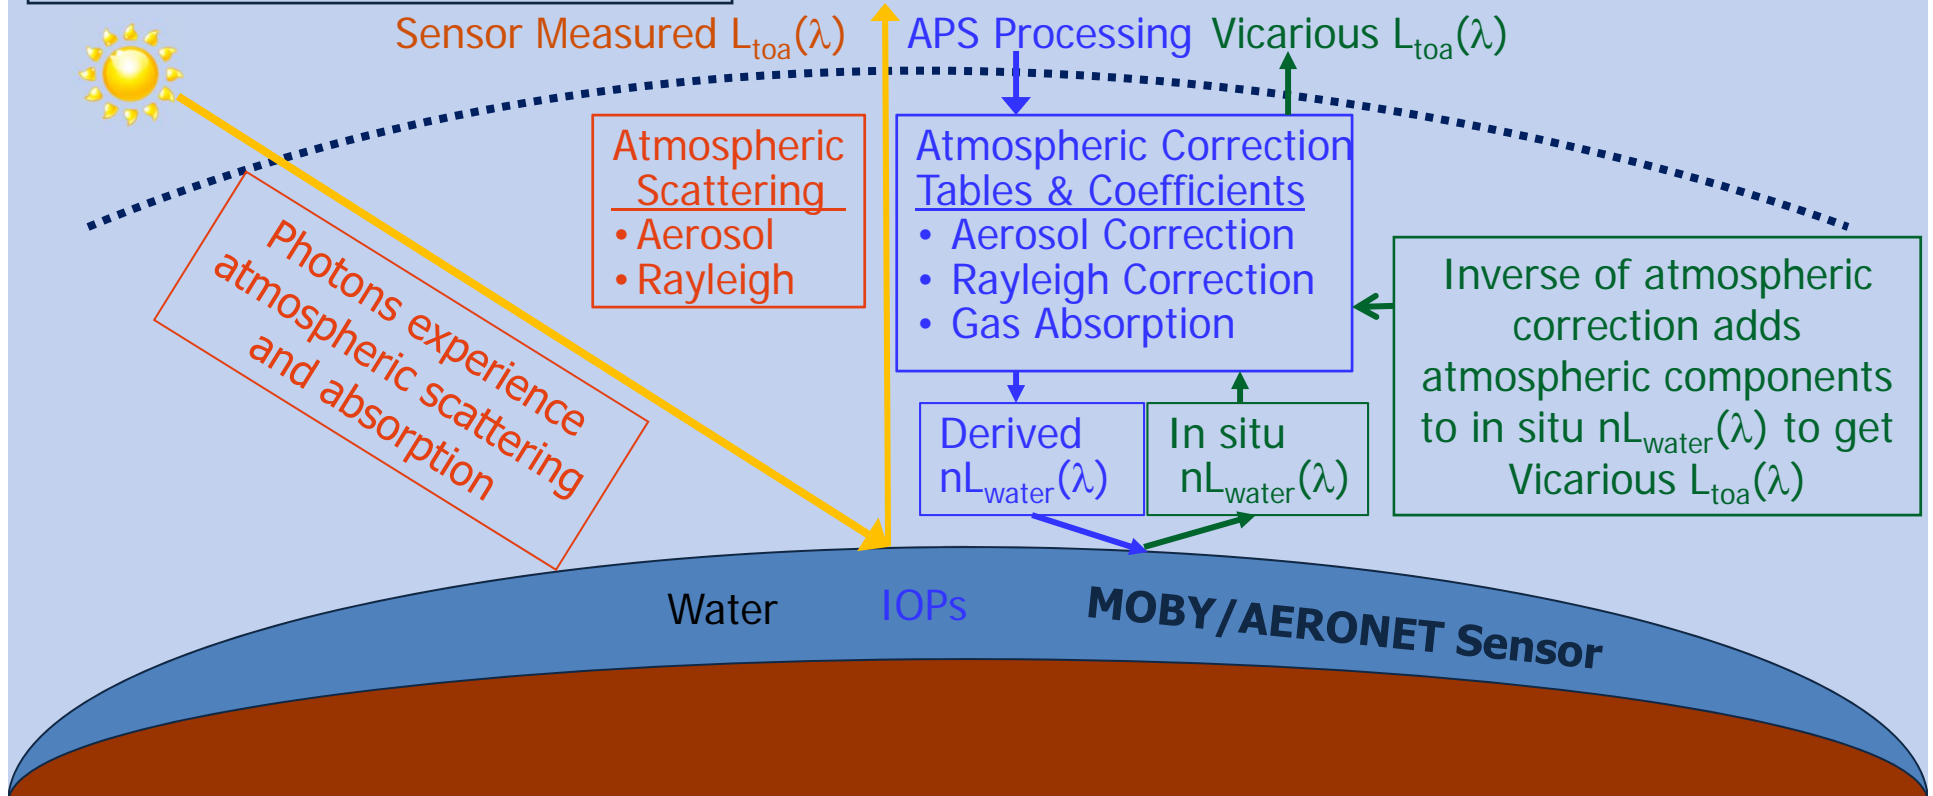 Sensor Measured Ltoa(λ)
APS Processing
Vicarious Ltoa(λ)
Photons experience
atmospheric scattering
and absorption
Atmospheric
Scattering
• Aerosol
• Rayleigh
Atmospheric Correction
Tables & Coefficients
• Aerosol Correction
• Rayleigh Correction
• Gas Absorption
Derived
nLwater(λ)
In situ
nLwater(λ)
Inverse of atmospheric
correction adds
atmospheric components
to in situ nLwater(λ) to get
Vicarious Ltoa(λ)
Water
IOPs
MOBY/AERONET Sensor